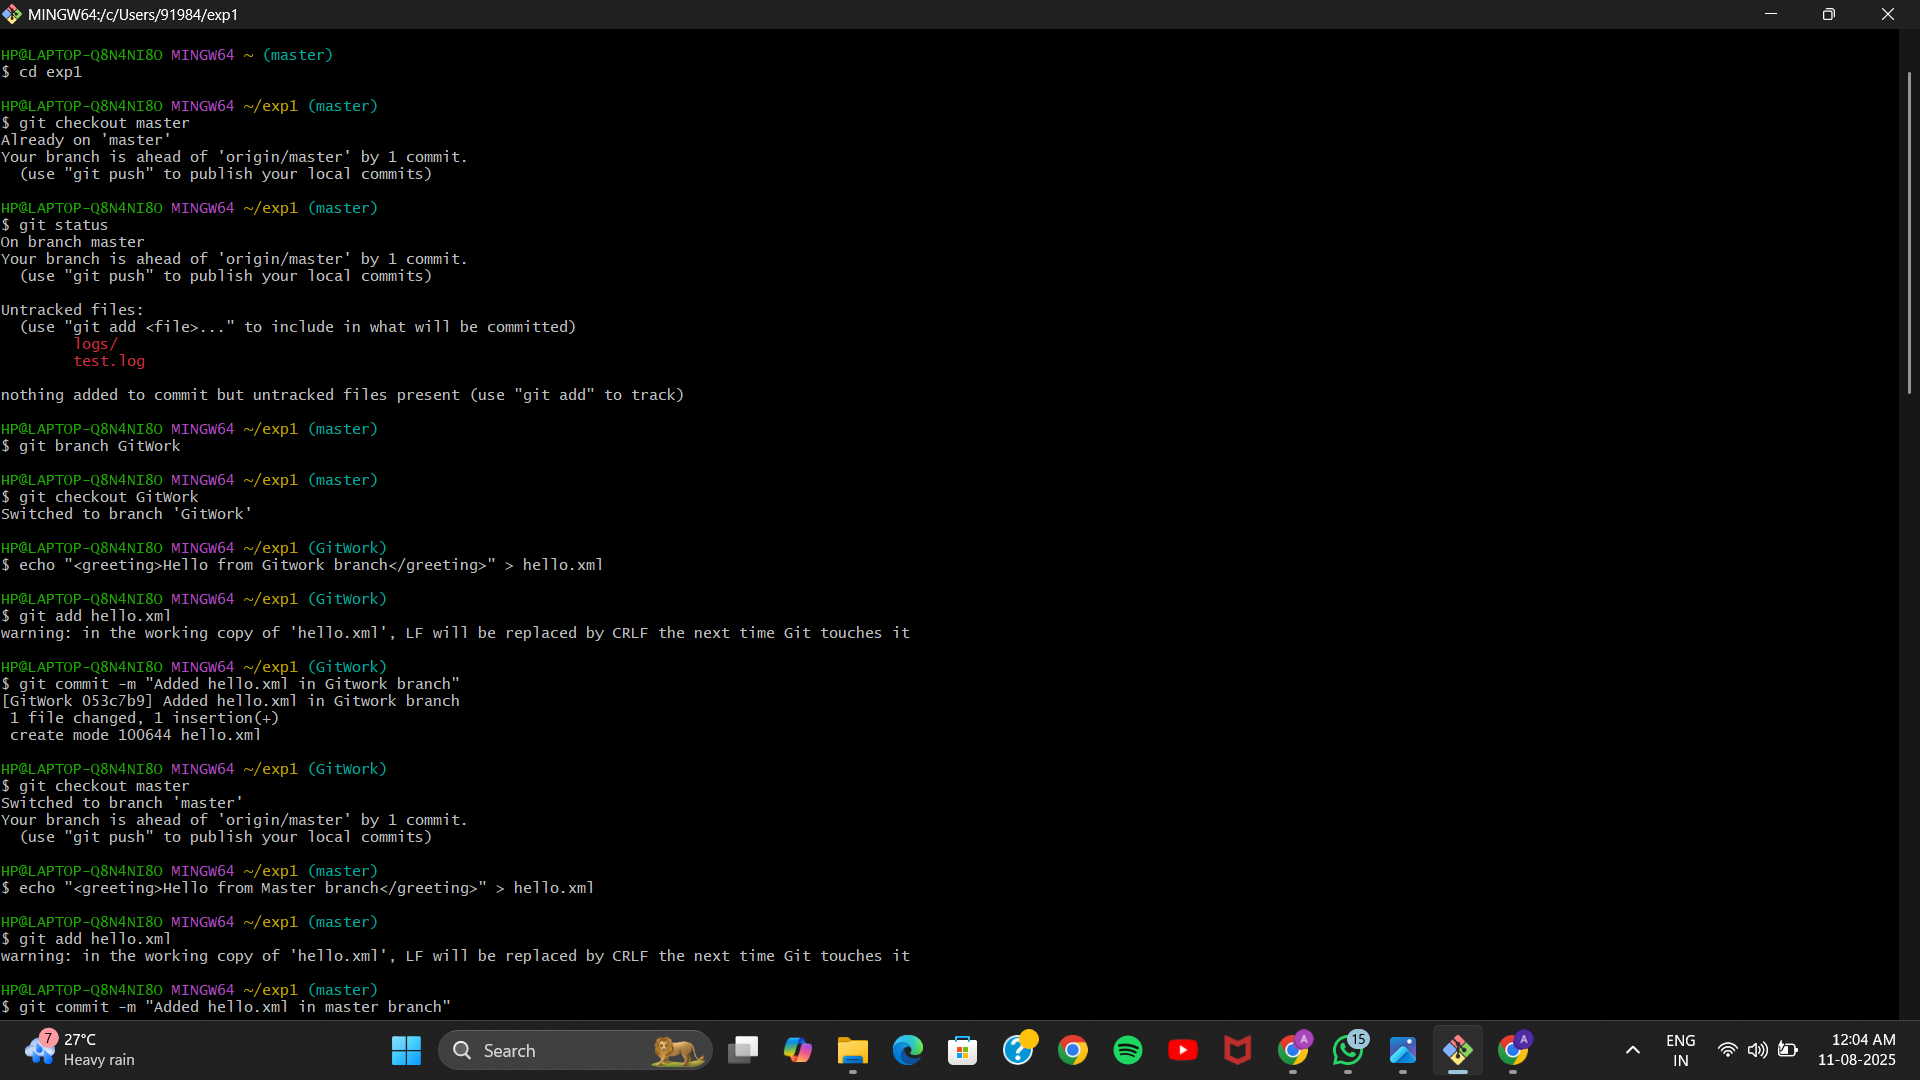 MINGW64:/c/Users/91984/exp1
HP@LAPTOP-Q8N4NI8O MINGW64 ~ (master)
$ cd exp1
HP@LAPTOP-Q8N4NI8O MINGW64 ~/exp1 (master)
$ git checkout master
Already on 'master'
Your branch is ahead of 'origin/master' by 1 commit.
  (use "git push" to publish your local commits)
HP@LAPTOP-Q8N4NI8O MINGW64 ~/exp1 (master)
$ git status
On branch master
Your branch is ahead of 'origin/master' by 1 commit.
  (use "git push" to publish your local commits)
Untracked files:
  (use "git add <file>..." to include in what will be committed)
        logs/
        test.log
nothing added to commit but untracked files present (use "git add" to track)
HP@LAPTOP-Q8N4NI8O MINGW64 ~/exp1 (master)
$ git branch GitWork
HP@LAPTOP-Q8N4NI8O MINGW64 ~/exp1 (master)
$ git checkout GitWork
Switched to branch 'GitWork'
HP@LAPTOP-Q8N4NI8O MINGW64 ~/exp1 (GitWork)
$ echo "<greeting>Hello from Gitwork branch</greeting>" > hello.xml
HP@LAPTOP-Q8N4NI8O MINGW64 ~/exp1 (GitWork)
$ git add hello.xml
warning: in the working copy of 'hello.xml', LF will be replaced by CRLF the next time Git touches it
HP@LAPTOP-Q8N4NI8O MINGW64 ~/exp1 (GitWork)
$ git commit -m "Added hello.xml in Gitwork branch"
[GitWork 053c7b9] Added hello.xml in Gitwork branch
 1 file changed, 1 insertion(+)
 create mode 100644 hello.xml
HP@LAPTOP-Q8N4NI8O MINGW64 ~/exp1 (GitWork)
$ git checkout master
Switched to branch 'master'
Your branch is ahead of 'origin/master' by 1 commit.
  (use "git push" to publish your local commits)
HP@LAPTOP-Q8N4NI8O MINGW64 ~/exp1 (master)
$ echo "<greeting>Hello from Master branch</greeting>" > hello.xml
HP@LAPTOP-Q8N4NI8O MINGW64 ~/exp1 (master)
$ git add hello.xml
warning: in the working copy of 'hello.xml', LF will be replaced by CRLF the next time Git touches it
HP@LAPTOP-Q8N4NI8O MINGW64 ~/exp1 (master)
$ git commit -m "Added hello.xml in master branch"
7
27°C
Heavy rain
Search
A
15
A
ENG
IN
12:04 AM
11-08-2025